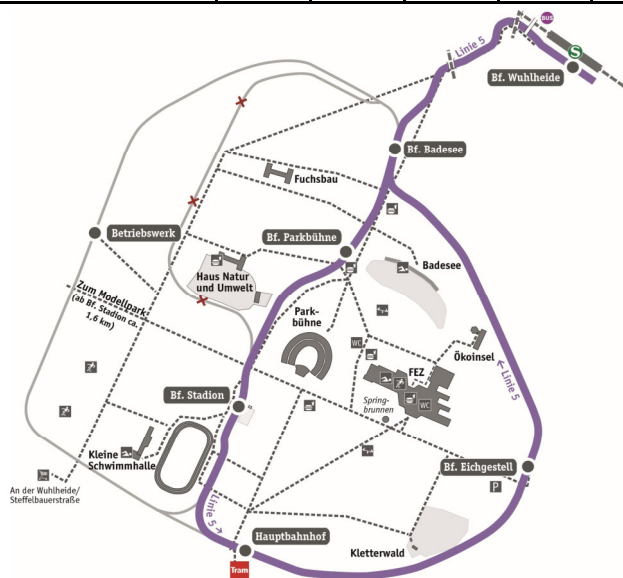 BUS
Linie 5
S
Bf. Wuhlheide
Bf. Badesee
Fuchsbau
Betriebswerk
Bf. Parkbühne
Badesee
Haus Natur
und Umwelt
Zum Modellpark
(ab Bf. Stadion ca.
1,6 km)
Park-
bühne
WC
Ökoinsel
FEZ
Linie 5
Bf. Stadion
Spring-
brunnen
WC
Kleine
Schwimmhalle
Bf. Eichgestell
P
An der Wuhlheide/
Steffelbauerstraße
Linie 5
Hauptbahnhof
Kletterwald
Tram